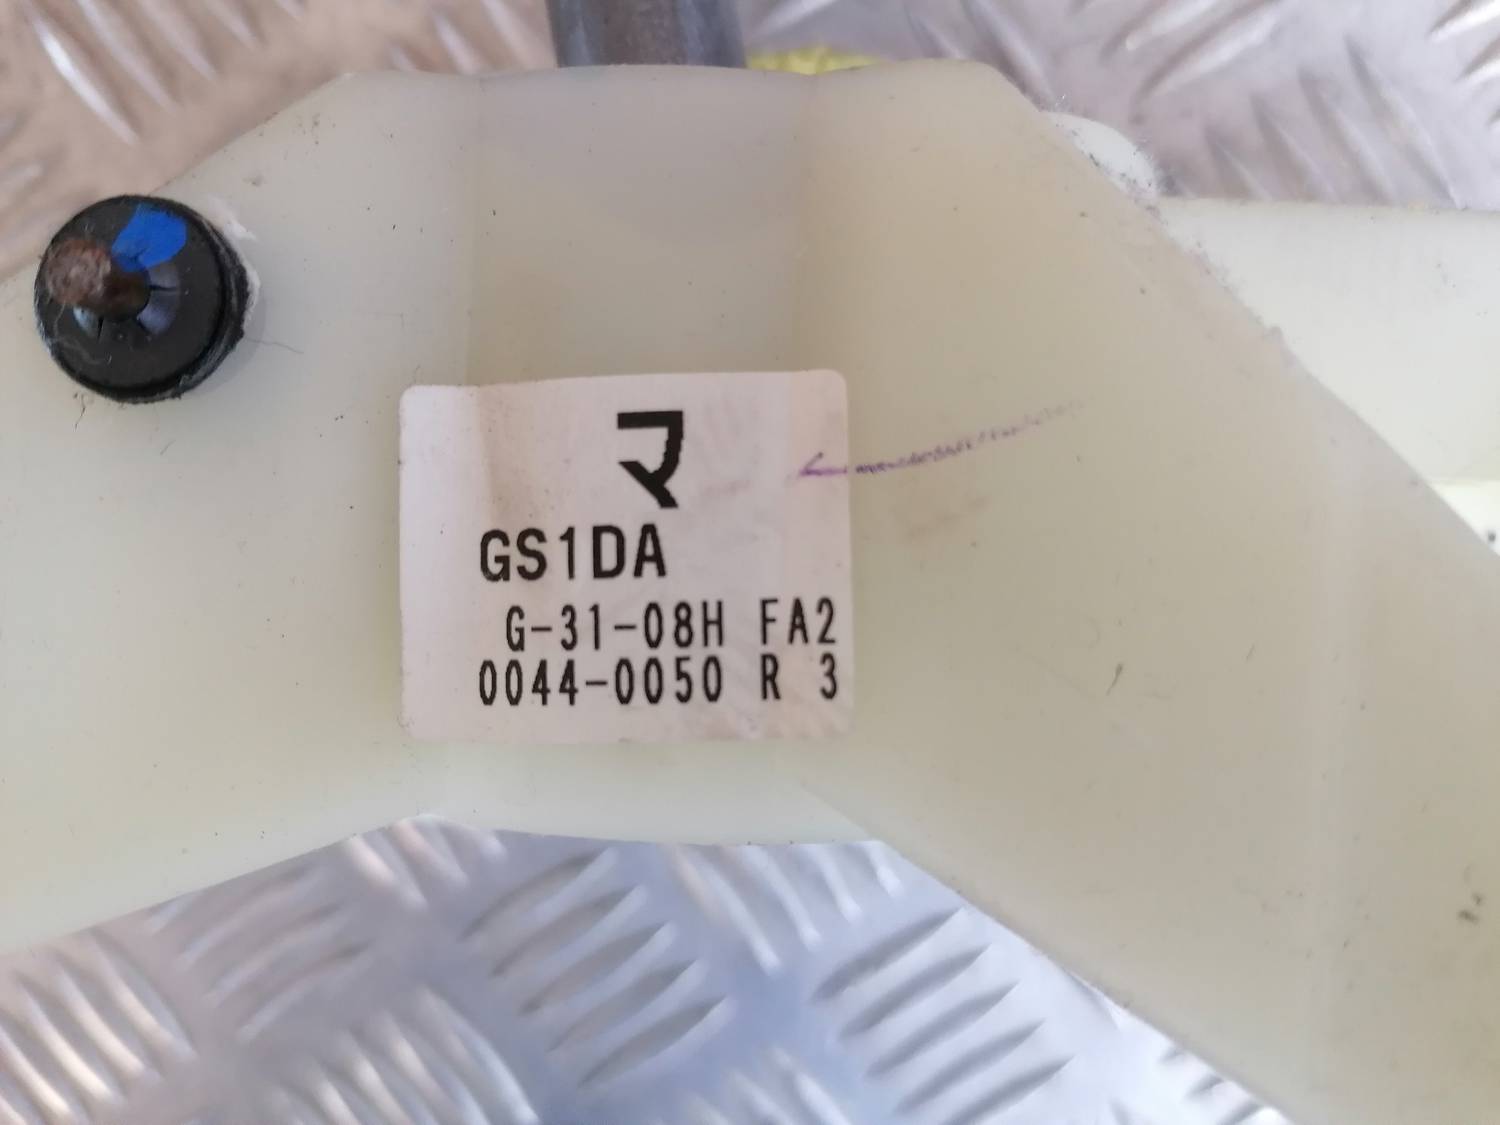 マ
GS1DA
G-31-08H FA2
0044-0050 R 3